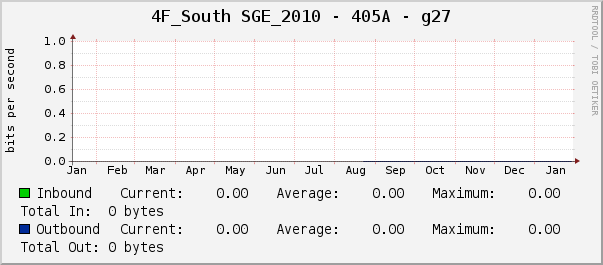 4F_South SGE_2010 - 405A - g27
RRDTOOL / TOBI OETIKER
bits per second
1.0
0.8
0.6
0.4
0.2
0.0
Jan Feb Mar Apr May Jun Jul Aug Sep Oct Nov Dec Jan
Inbound Current: 0.00 Average: 0.00 Maximum: 0.00
Total In: 0 bytes
Outbound Current: 0.00 Average: 0.00 Maximum: 0.00
Total Out: 0 bytes